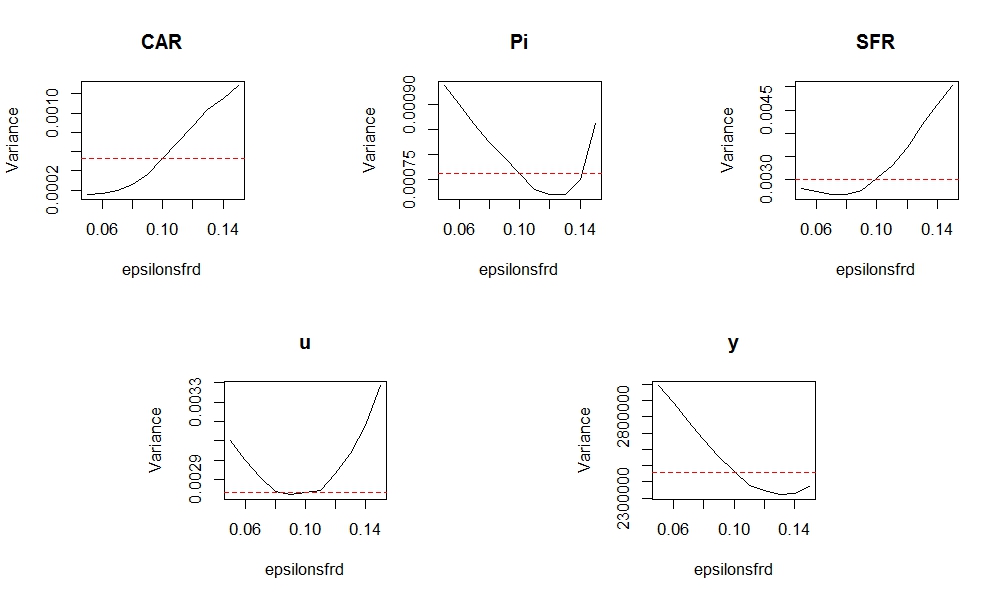 CAR
Variance
0.0002 0.0010
0.06 0.10 0.14
epsilonsfrd
Pi
Variance
0.00075 0.00090
0.06 0.10 0.14
epsilonsfrd
SFR
Variance
0.0030 0.0045
0.06 0.10 0.14
epsilonsfrd
u
Variance
0.0029 0.0033
0.06 0.10 0.14
epsilonsfrd
y
Variance
2300000 2800000
0.06 0.10 0.14
epsilonsfrd